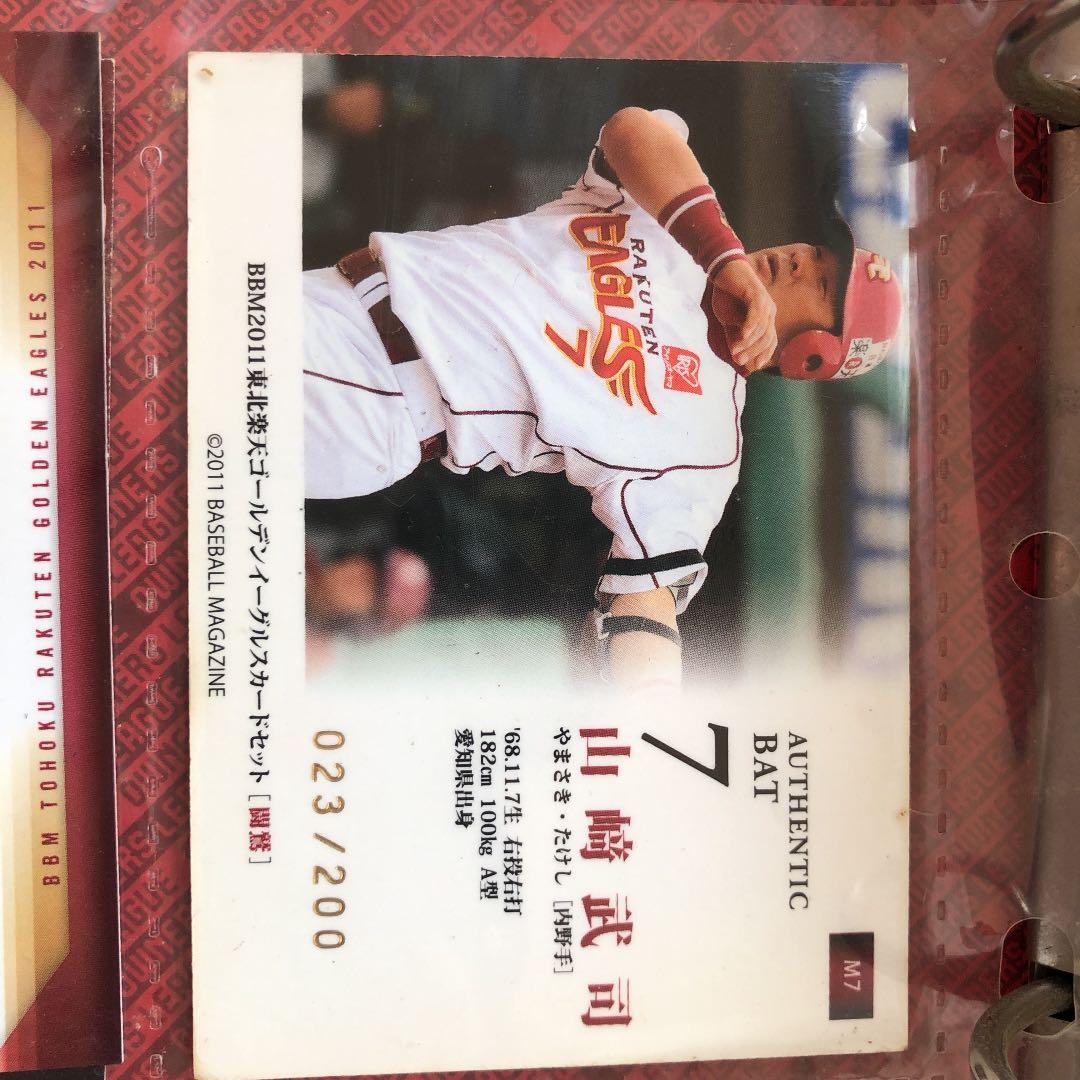 AUTHENTIC
BAT
M7
7
山﨑武司
やまさき・たけし [内野手]
'68.11.7生 右投右打
182cm 100kg A型
愛知県出身
023/200
BBM2011東北楽天ゴールデンイーグルスカードセット [闘鷲]
©2011 BASEBALL MAGAZINE
RAKUTEN
EAGLES
7
BBM TOHOKU RAKUTEN GOLDEN EAGLES 2011
OWNERS
LEAGUE